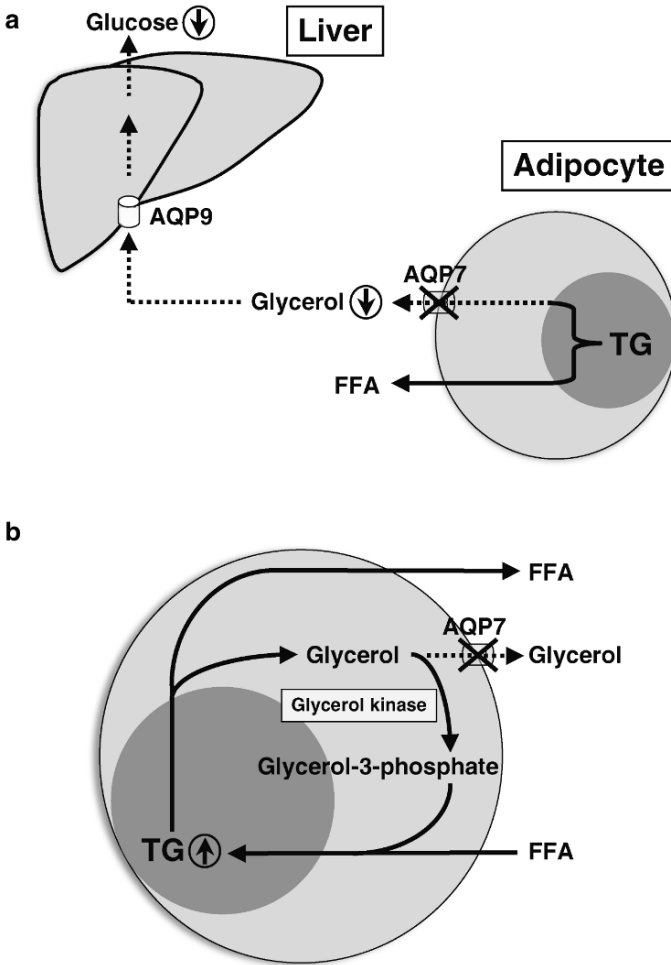 a
Glucose
Liver
Adipocyte
AQP9
AQP7
Glycerol
TG
FFA
b
FFA
AQP7
Glycerol
Glycerol
Glycerol kinase
Glycerol-3-phosphate
TG
FFA